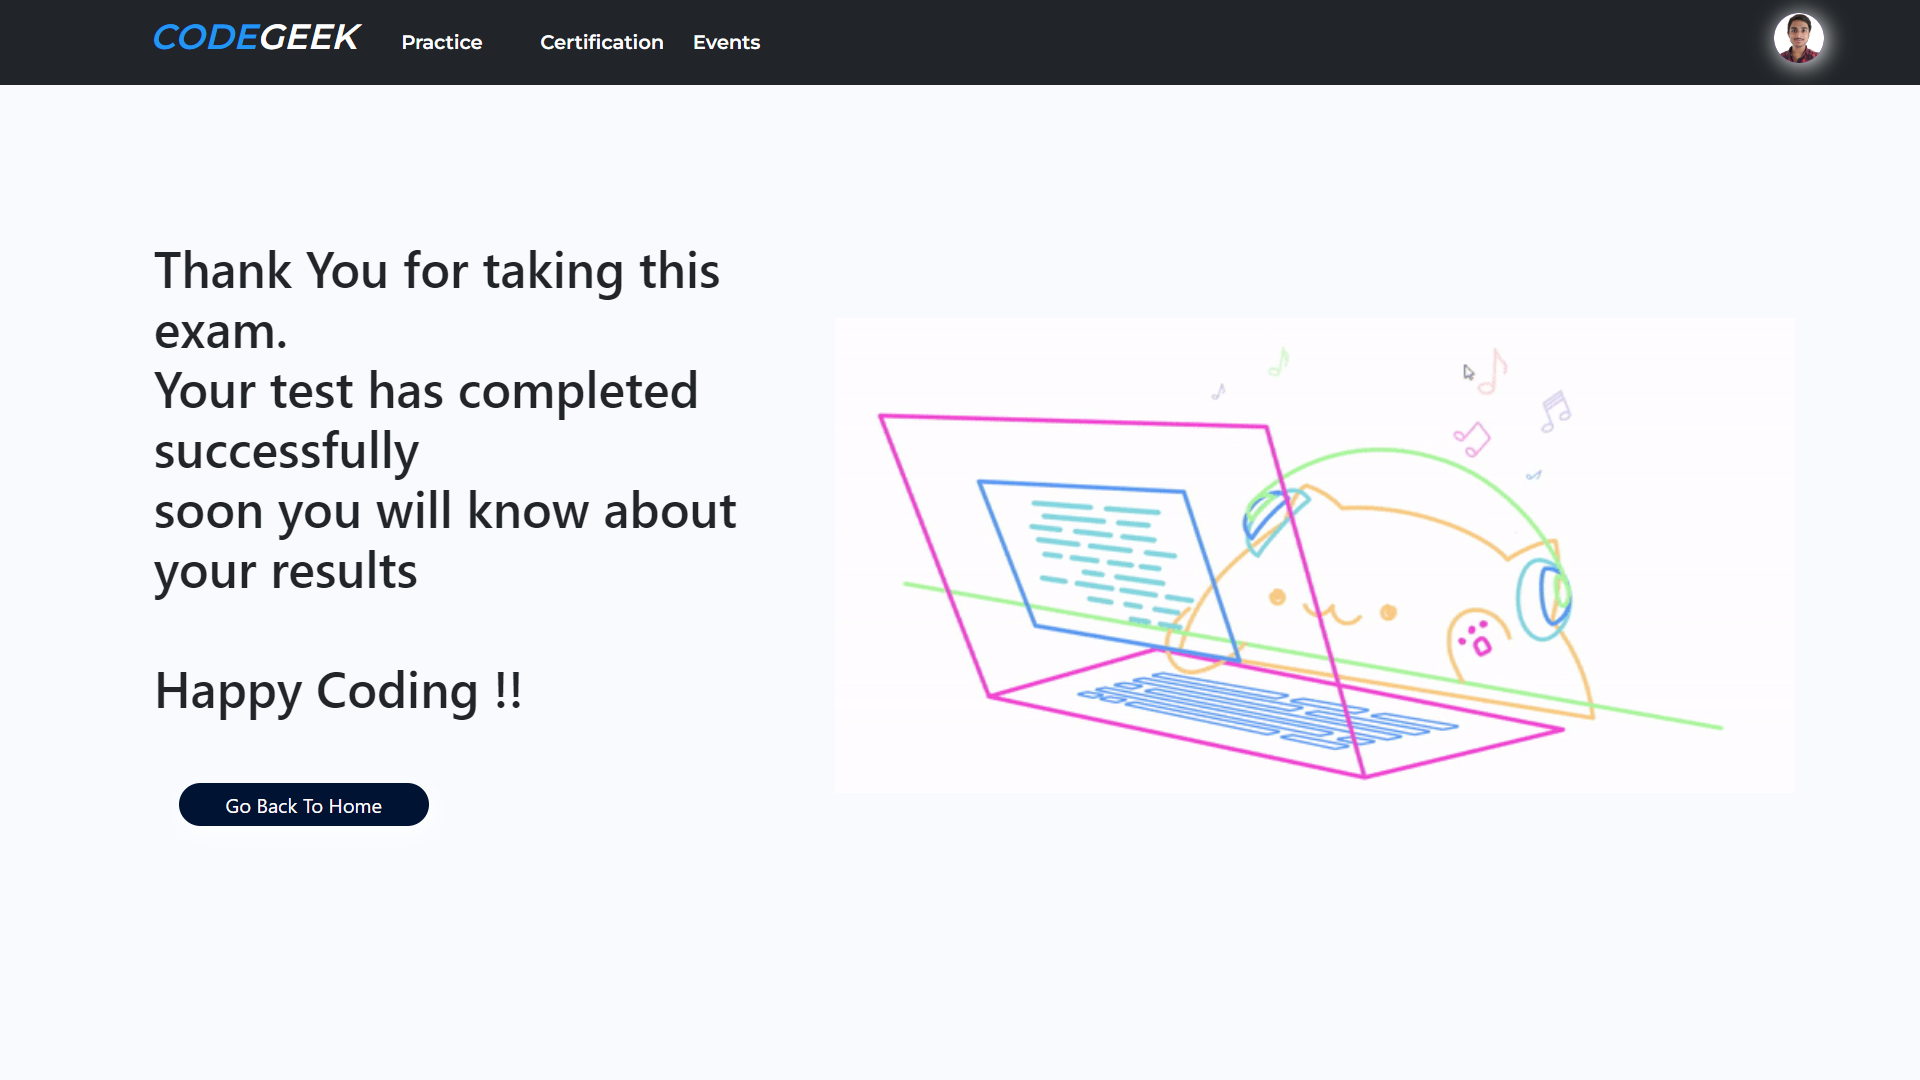 CODEGEEK Practice Certification Events
Thank You for taking this
exam.
Your test has completed
successfully
soon you will know about
your results
Happy Coding !!
Go Back To Home